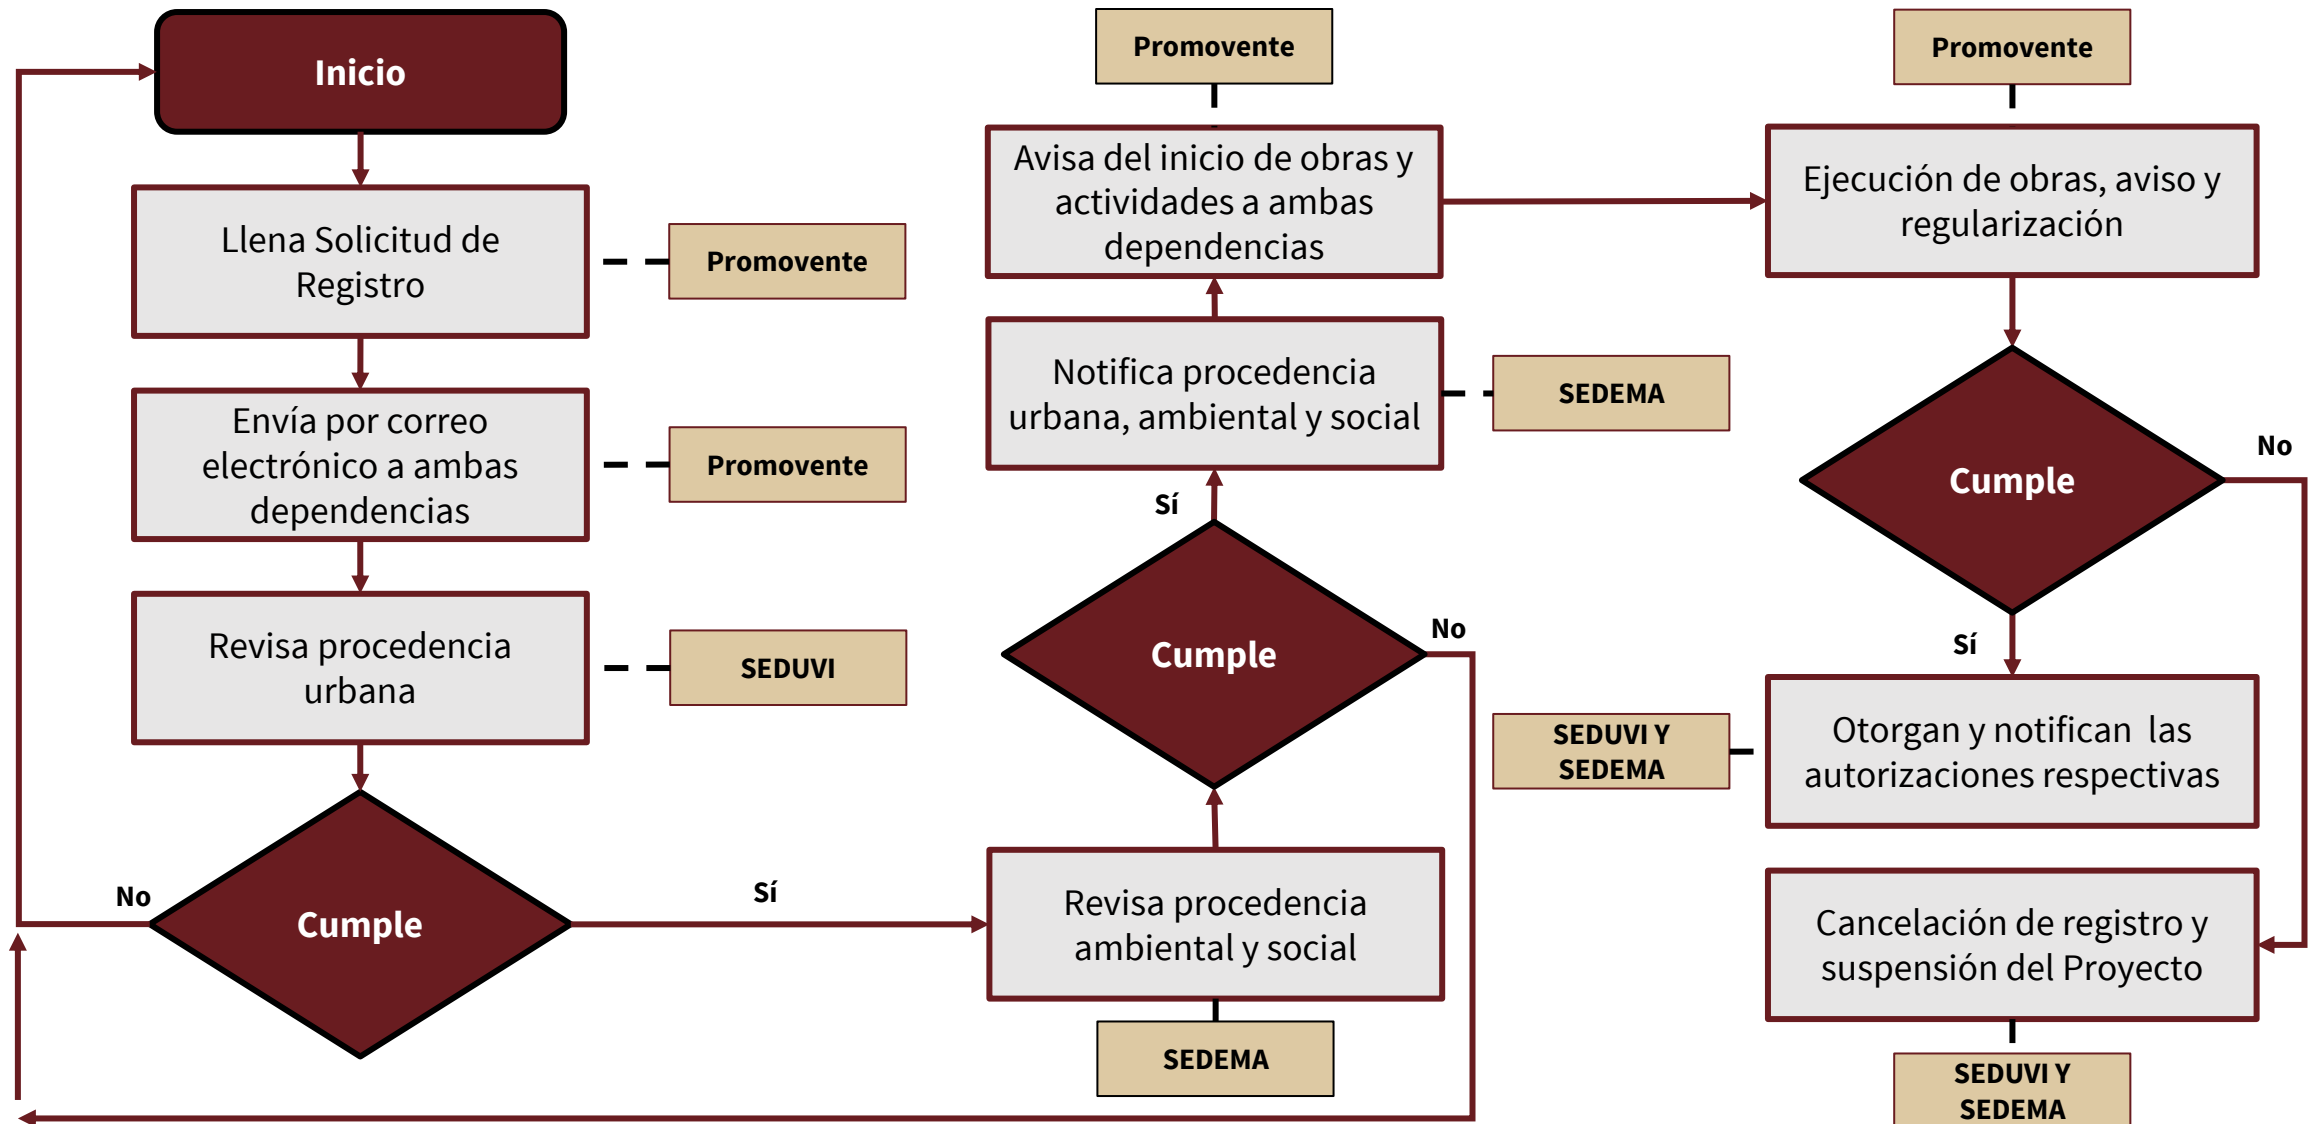 Inicio
Llena Solicitud de
Registro
Promovente
Envía por correo
electrónico a ambas
dependencias
Promovente
Revisa procedencia
urbana
SEDUVI
Cumple
No
Sí
Revisa procedencia
ambiental y social
SEDEMA
Cumple
No
Sí
Notifica procedencia
urbana, ambiental y social
SEDEMA
Promovente
Avisa del inicio de obras y
actividades a ambas
dependencias
Promovente
Ejecución de obras, aviso y
regularización
Cumple
No
Sí
Otorgan y notifican  las
autorizaciones respectivas
SEDUVI Y
SEDEMA
Cancelación de registro y
suspensión del Proyecto
SEDUVI Y
SEDEMA